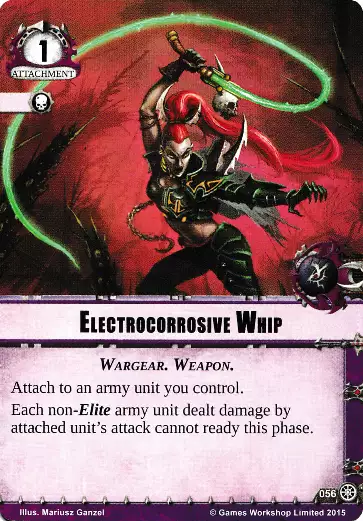 1
ATTACHMENT
ELECTROCORROSIVE WHIP
WARGEAR. WEAPON.
Attach to an army unit you control.
Each non-Elite army unit dealt damage by
attached unit's attack cannot ready this phase.
056
Illus. Mariusz Ganzel
© Games Workshop Limited 2015